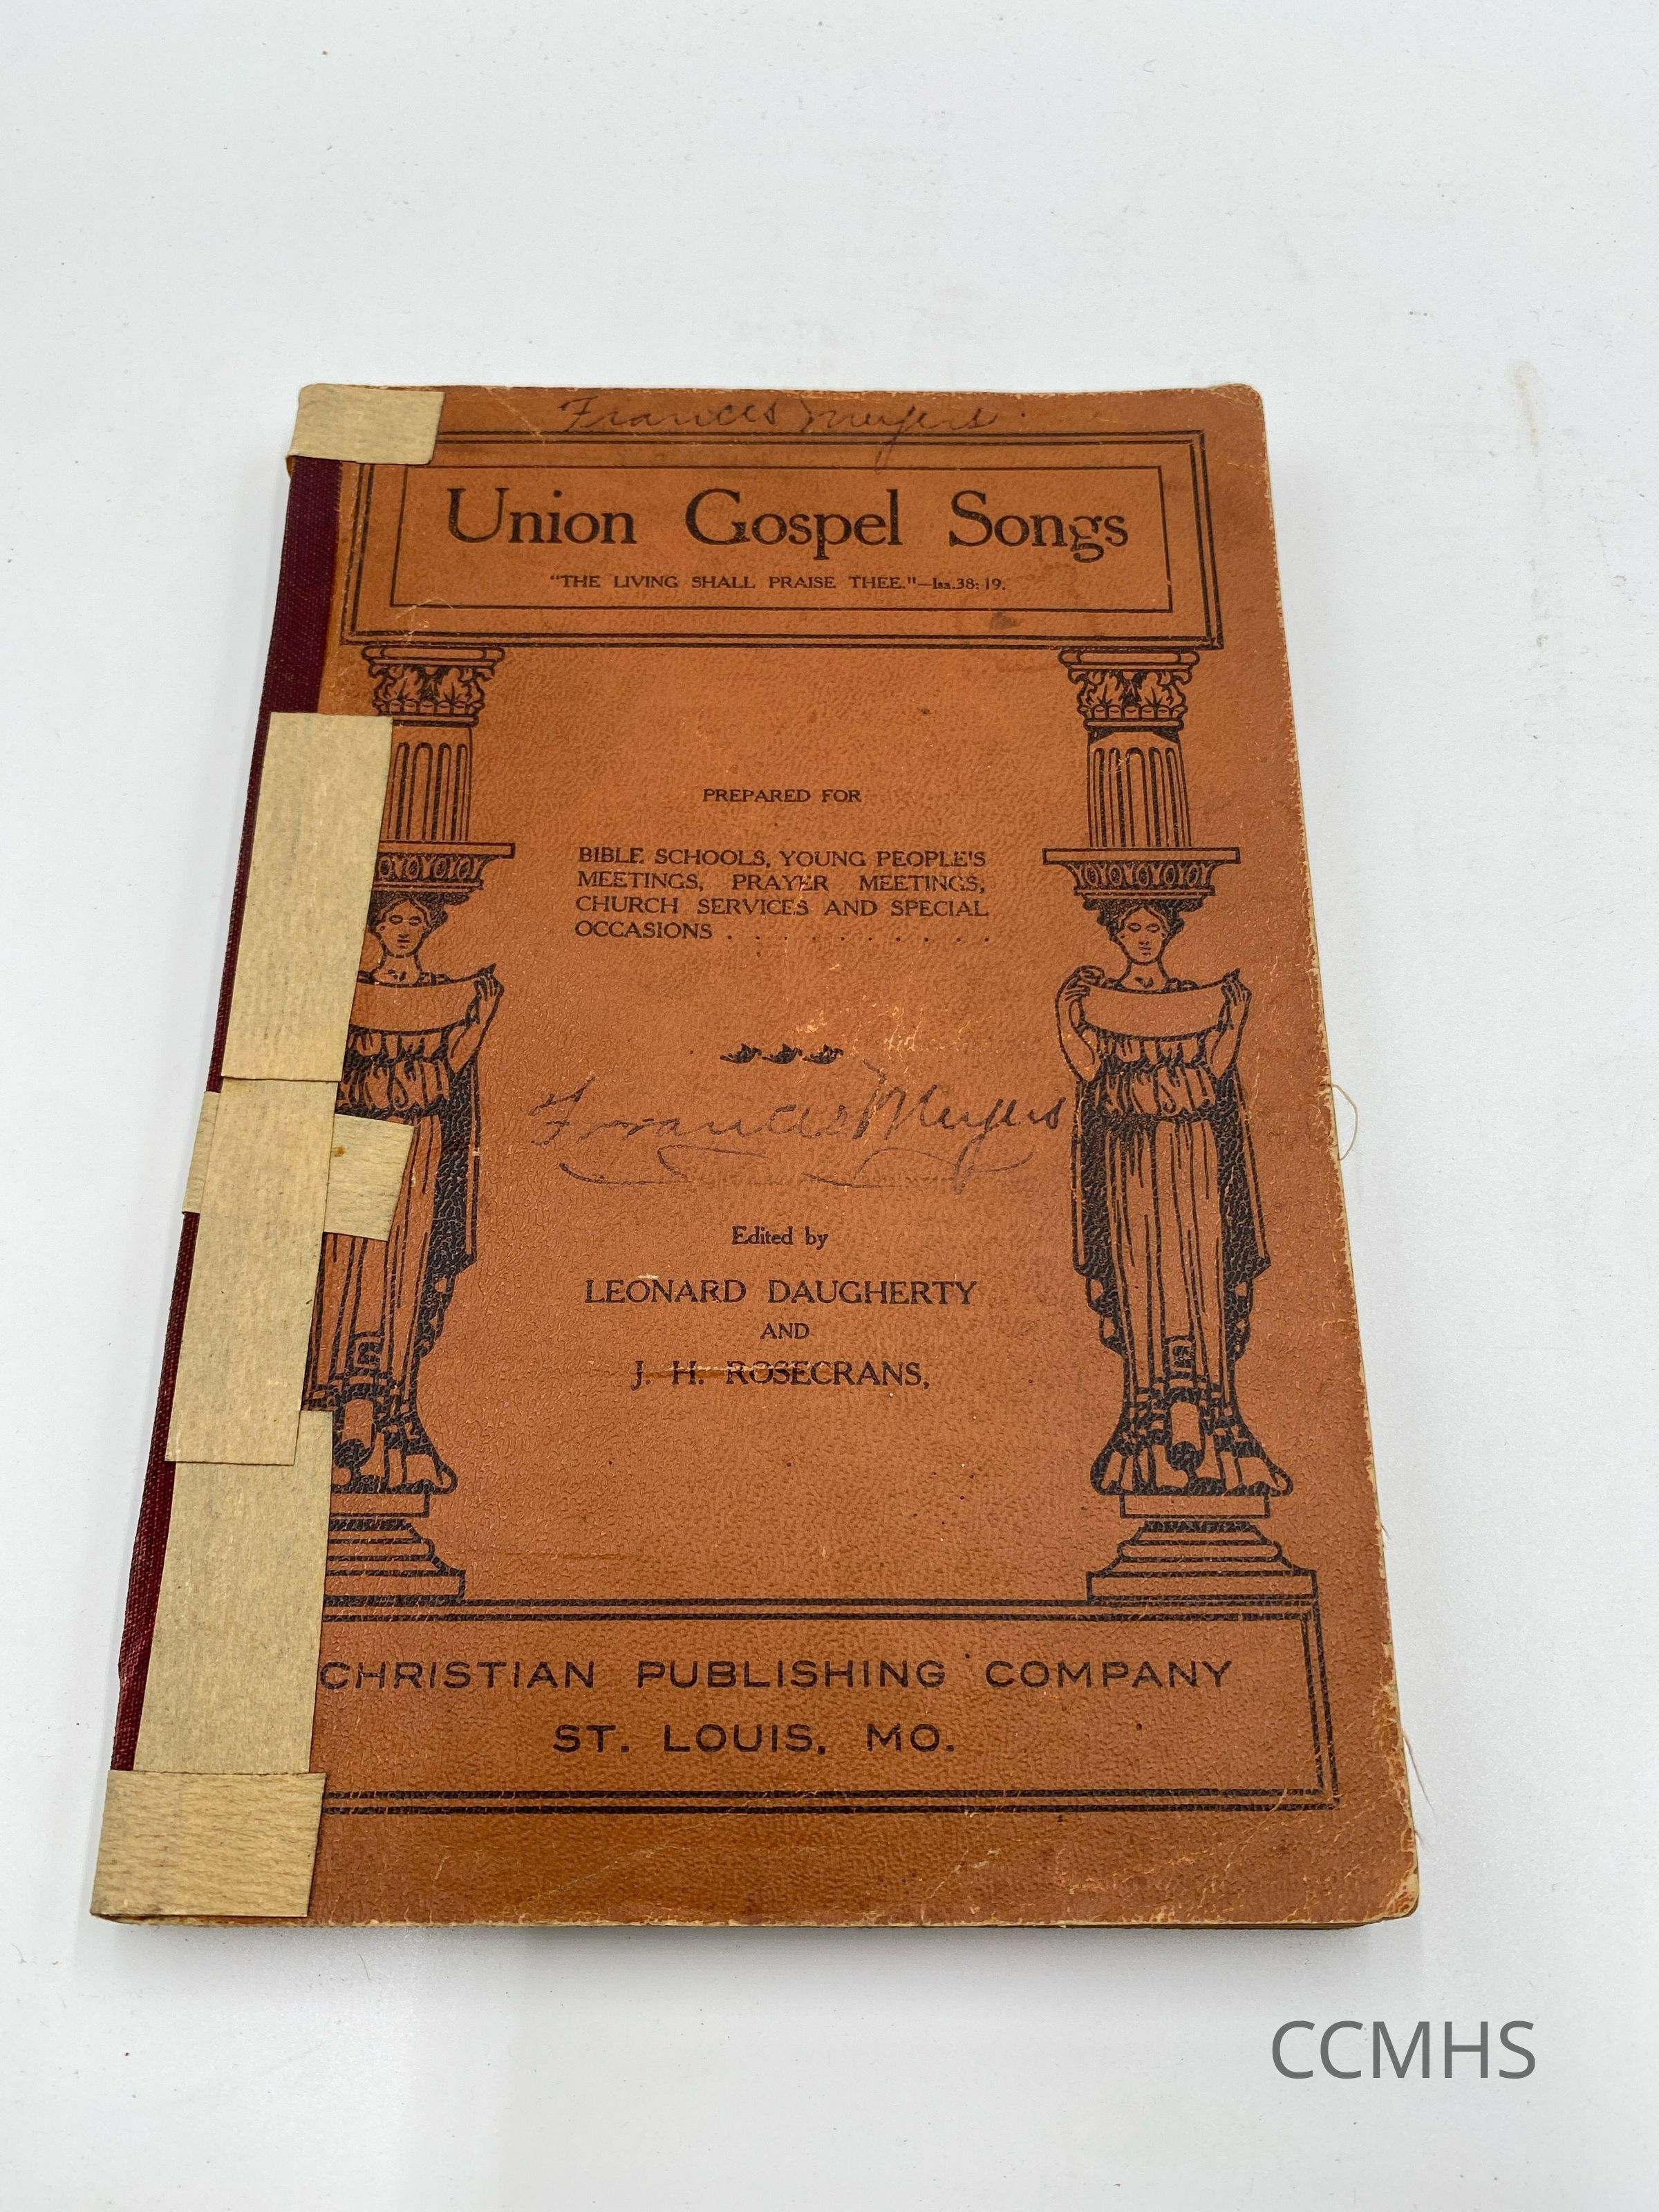 Frances Meyers
Union Gospel Songs
"THE LIVING SHALL PRAISE THEE."—Isa.38:19.
PREPARED FOR
BIBLE SCHOOLS, YOUNG PEOPLE'S
MEETINGS, PRAYER MEETINGS,
CHURCH SERVICES AND SPECIAL
OCCASIONS . . . . . . . . . . .
Frances Meyers
Edited by
LEONARD DAUGHERTY
AND
J. H. ROSECRANS,
CHRISTIAN PUBLISHING COMPANY
ST. LOUIS, MO.
CCMHS